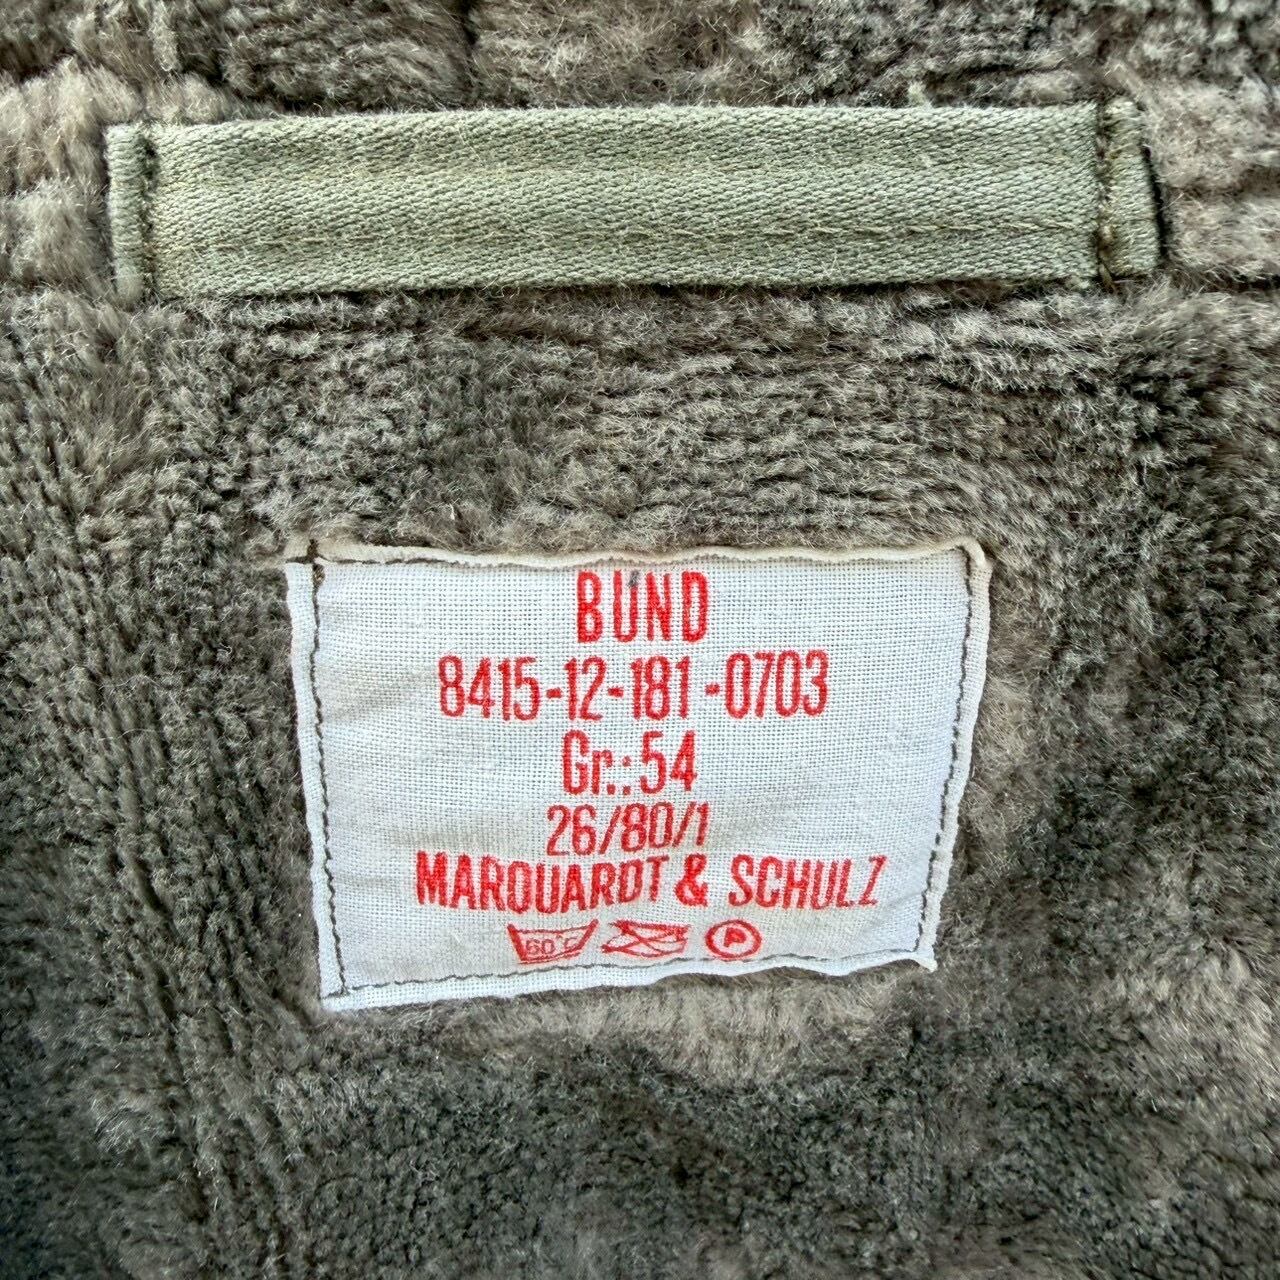 BUND
8415-12-181-0703
Gr.:54
26/80/1
MARQUARDT & SCHULZ
60°C P